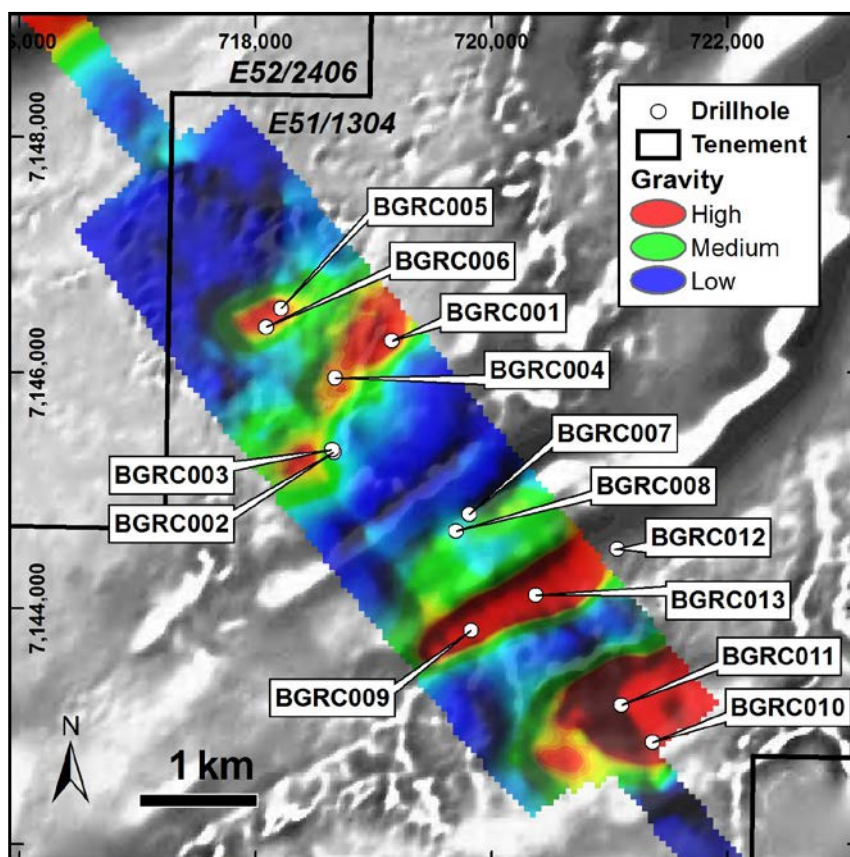 6,000
718,000
720,000
722,000
E52/2406
E51/1304
7,148,000
7,146,000
7,144,000
Drillhole
Tenement
Gravity
High
Medium
Low
BGRC005
BGRC006
BGRC001
BGRC004
BGRC007
BGRC003
BGRC008
BGRC002
BGRC012
BGRC013
BGRC011
BGRC009
BGRC010
N
1 km